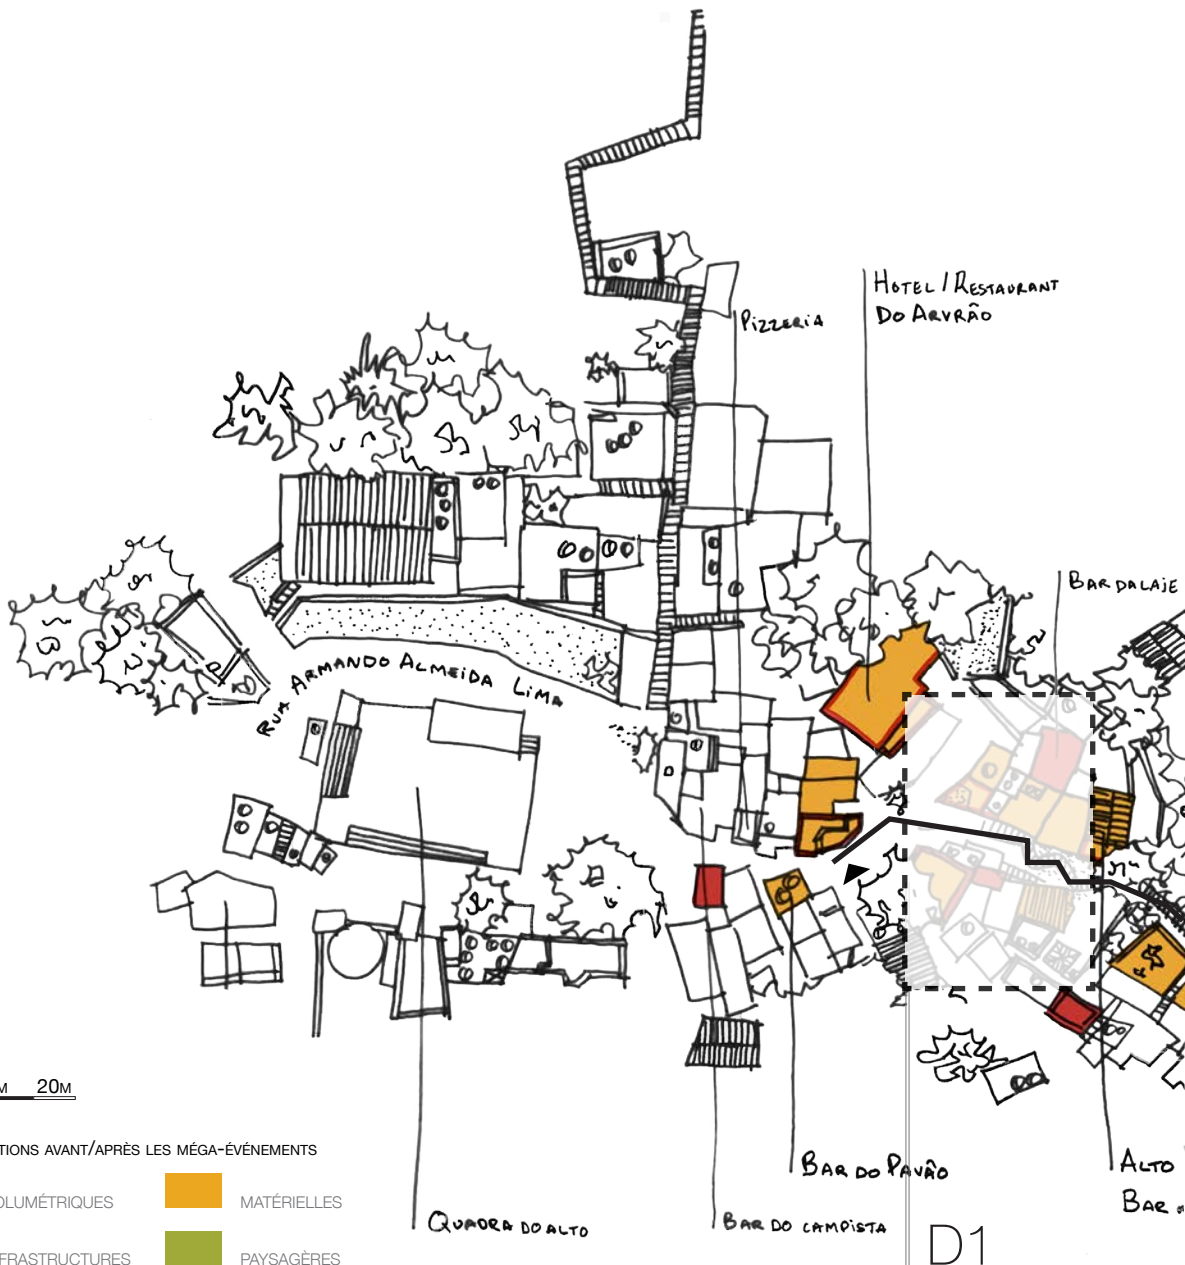 HOTEL / RESTAURANT
DO ARVRÃO
PIZZERIA
BAR DA LAJE
RUA ARMANDO ALMEIDA LIMA
20M
TIONS AVANT/APRÈS LES MÉGA-ÉVÉNEMENTS
OLUMÉTRIQUES
MATÉRIELLES
FRASTRUCTURES
PAYSAGÈRES
QUADRA DO ALTO
BAR DO CAMPISTA
BAR DO PAVÃO
D1
ALTO
BAR